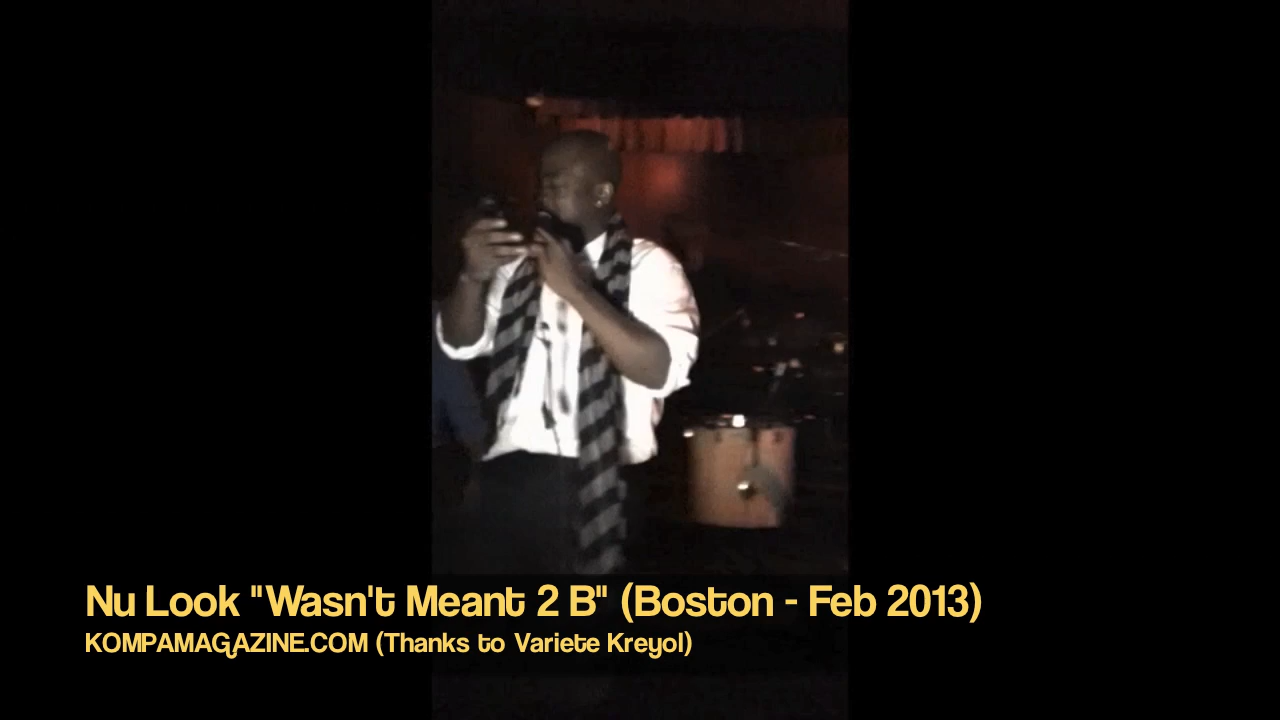 Nu Look "Wasn't Meant 2 B" (Boston - Feb 2013)
KOMPAMAGAZINE.COM (Thanks to Variete Kreyol)